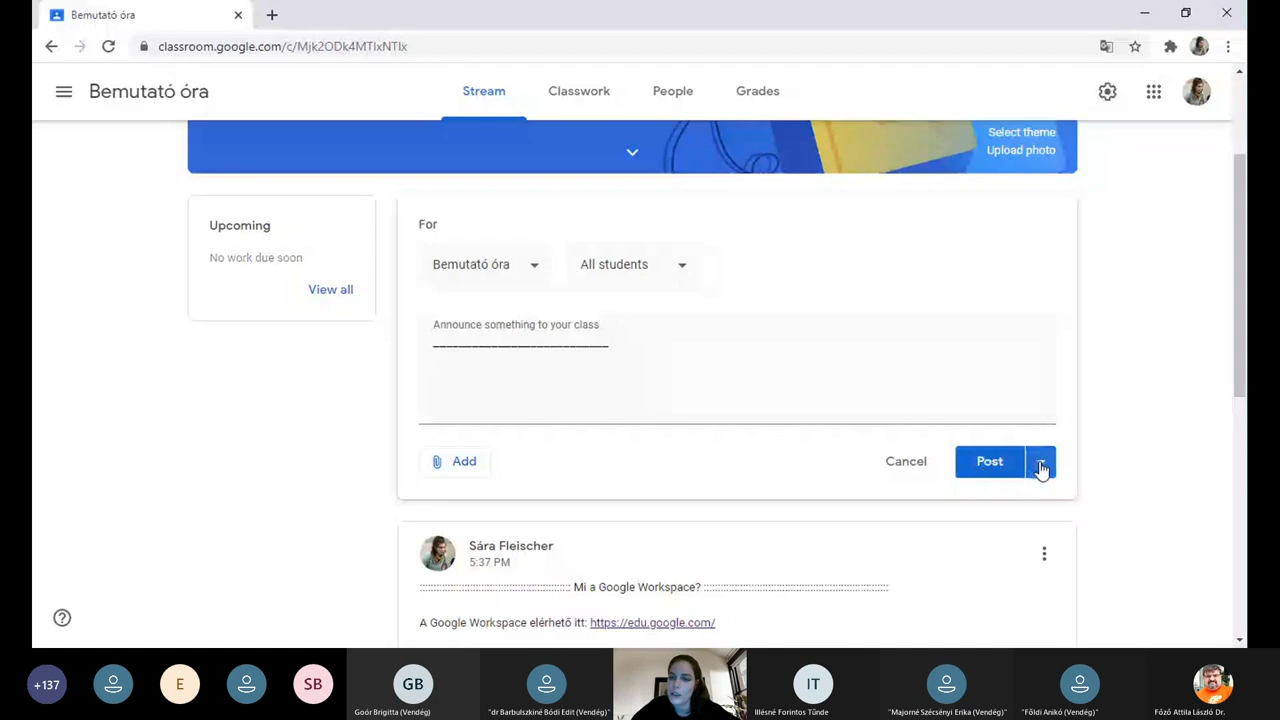 Bemutató óra
classroom.google.com/c/Mjk2ODk4MTIxNTIx
Bemutató óra
Stream
Classwork
People
Grades
Select theme
Upload photo
Upcoming
No work due soon
View all
For
Bemutató óra
All students
Announce something to your class
___________________________
Add
Cancel
Post
Sára Fleischer
5:37 PM
::::::::::::::::::::::::::::::::::::::::::::::::::: Mi a Google Workspace? :::::::::::::::::::::::::::::::::::::::::::::::::::::::::::::
A Google Workspace elérhető itt: https://edu.google.com/
+137
E
SB
GB
Goór Brigitta (Vendég)
"dr Barbulszkiné Bódi Edit (Vendég)"
IT
Illésné Forintos Tünde
"Majorné Szécsényi Erika (Vendég)"
"Földi Anikó (Vendég)"
Főző Attila László Dr.